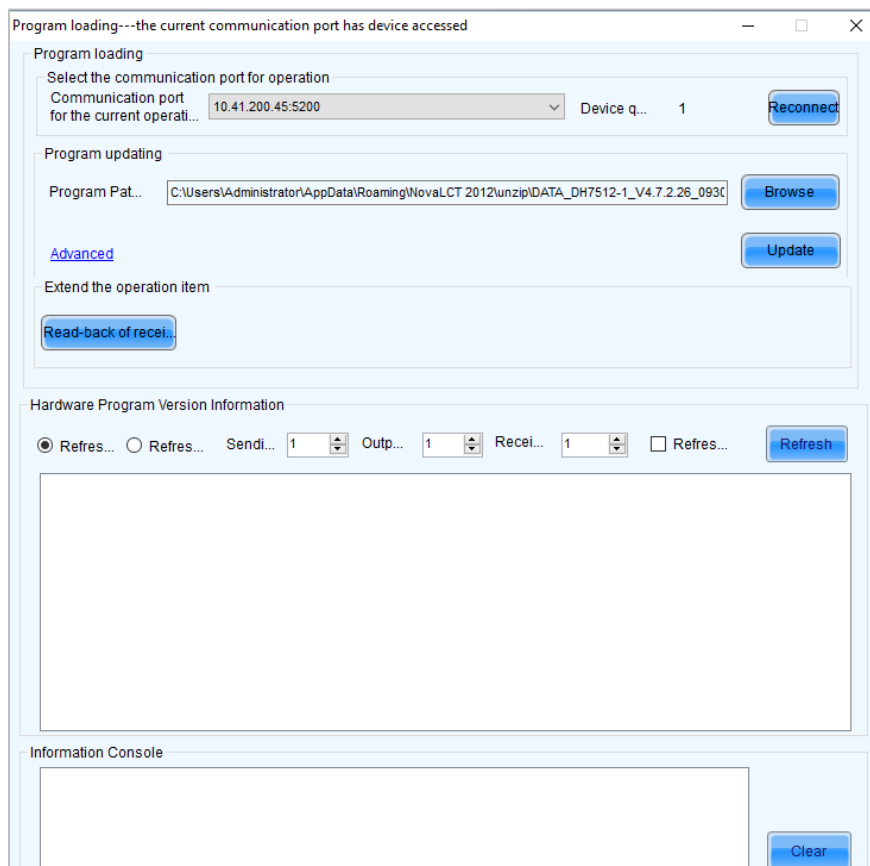 Program loading---the current communication port has device accessed
Program loading
Select the communication port for operation
Communication port
for the current operati...
10.41.200.45:5200
Device q...
1
Reconnect
Program updating
Program Pat...
C:\Users\Administrator\AppData\Roaming\NovaLCT 2012\unzip\DATA_DH7512-1_V4.7.2.26_093
Browse
Advanced
Update
Extend the operation item
Read-back of recei...
Hardware Program Version Information
Refres...
Refres...
Sendi...
1
Outp...
1
Recei...
1
Refres...
Refresh
Information Console
Clear